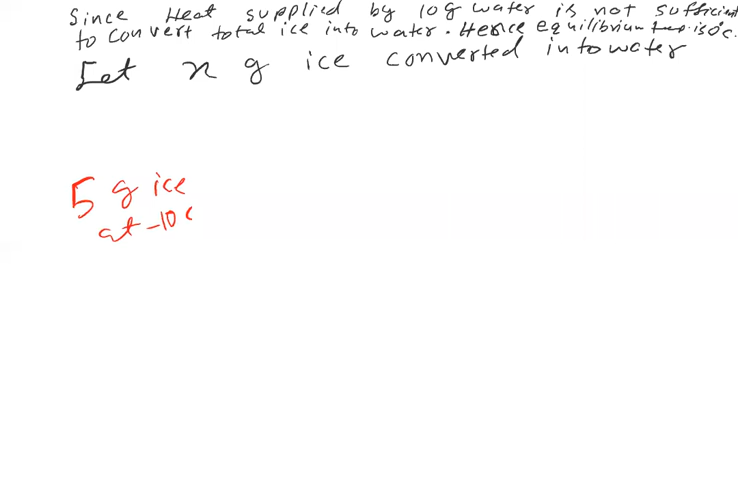 Since Heat supplied by 10g water is not sufficient
to convert total ice into water. Hence equilibrium temp. is 0°C.
Let x g ice converted into water
5 g ice
at -10 C